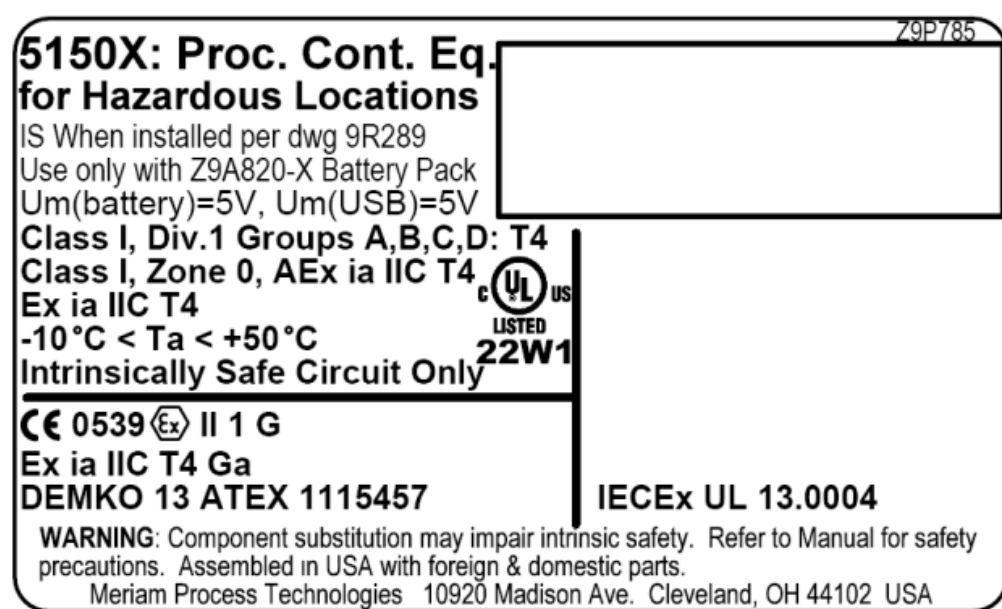 Z9P785
5150X: Proc. Cont. Eq.
for Hazardous Locations
IS When installed per dwg 9R289
Use only with Z9A820-X Battery Pack
Um(battery)=5V, Um(USB)=5V
Class I, Div.1 Groups A,B,C,D: T4
Class I, Zone 0, AEx ia IIC T4
Ex ia IIC T4
-10°C < Ta < +50°C
Intrinsically Safe Circuit Only
C UL US
LISTED
22W1
CE 0539 Ex II 1 G
Ex ia IIC T4 Ga
DEMKO 13 ATEX 1115457
IECEx UL 13.0004
WARNING: Component substitution may impair intrinsic safety. Refer to Manual for safety
precautions. Assembled in USA with foreign & domestic parts.
Meriam Process Technologies 10920 Madison Ave. Cleveland, OH 44102 USA